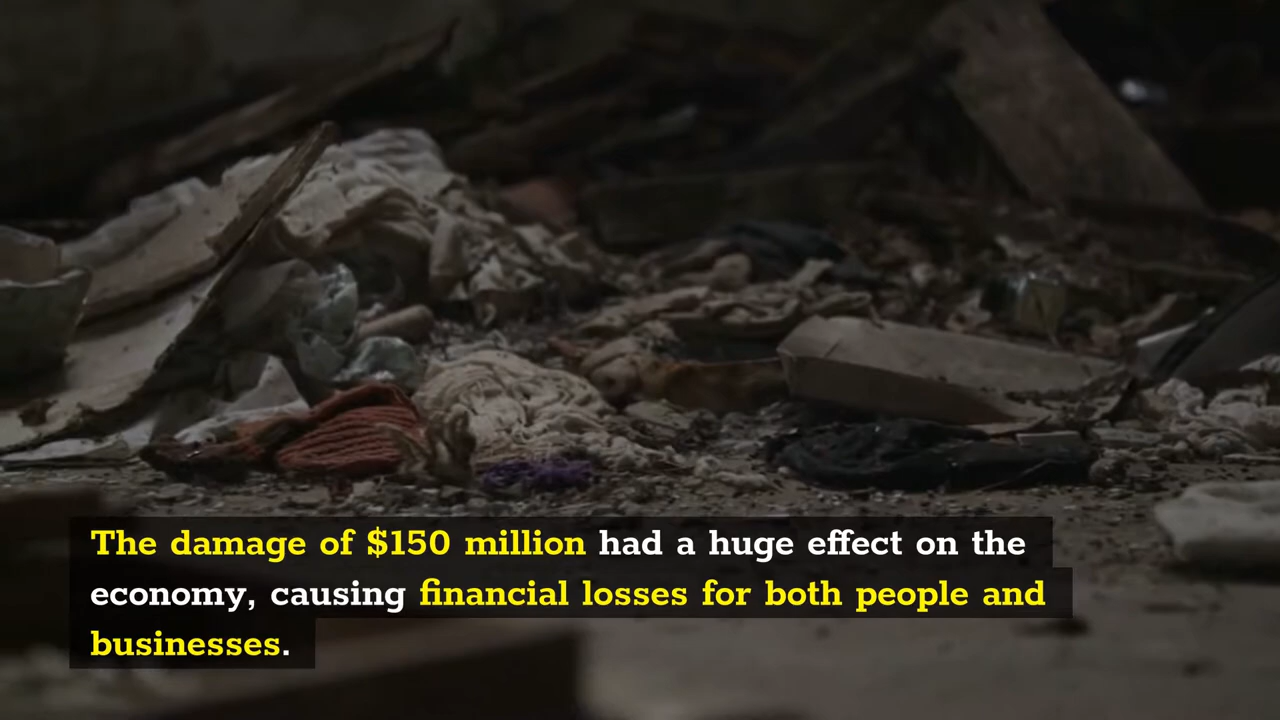 The damage of $150 million had a huge effect on the
economy, causing financial losses for both people and
businesses.